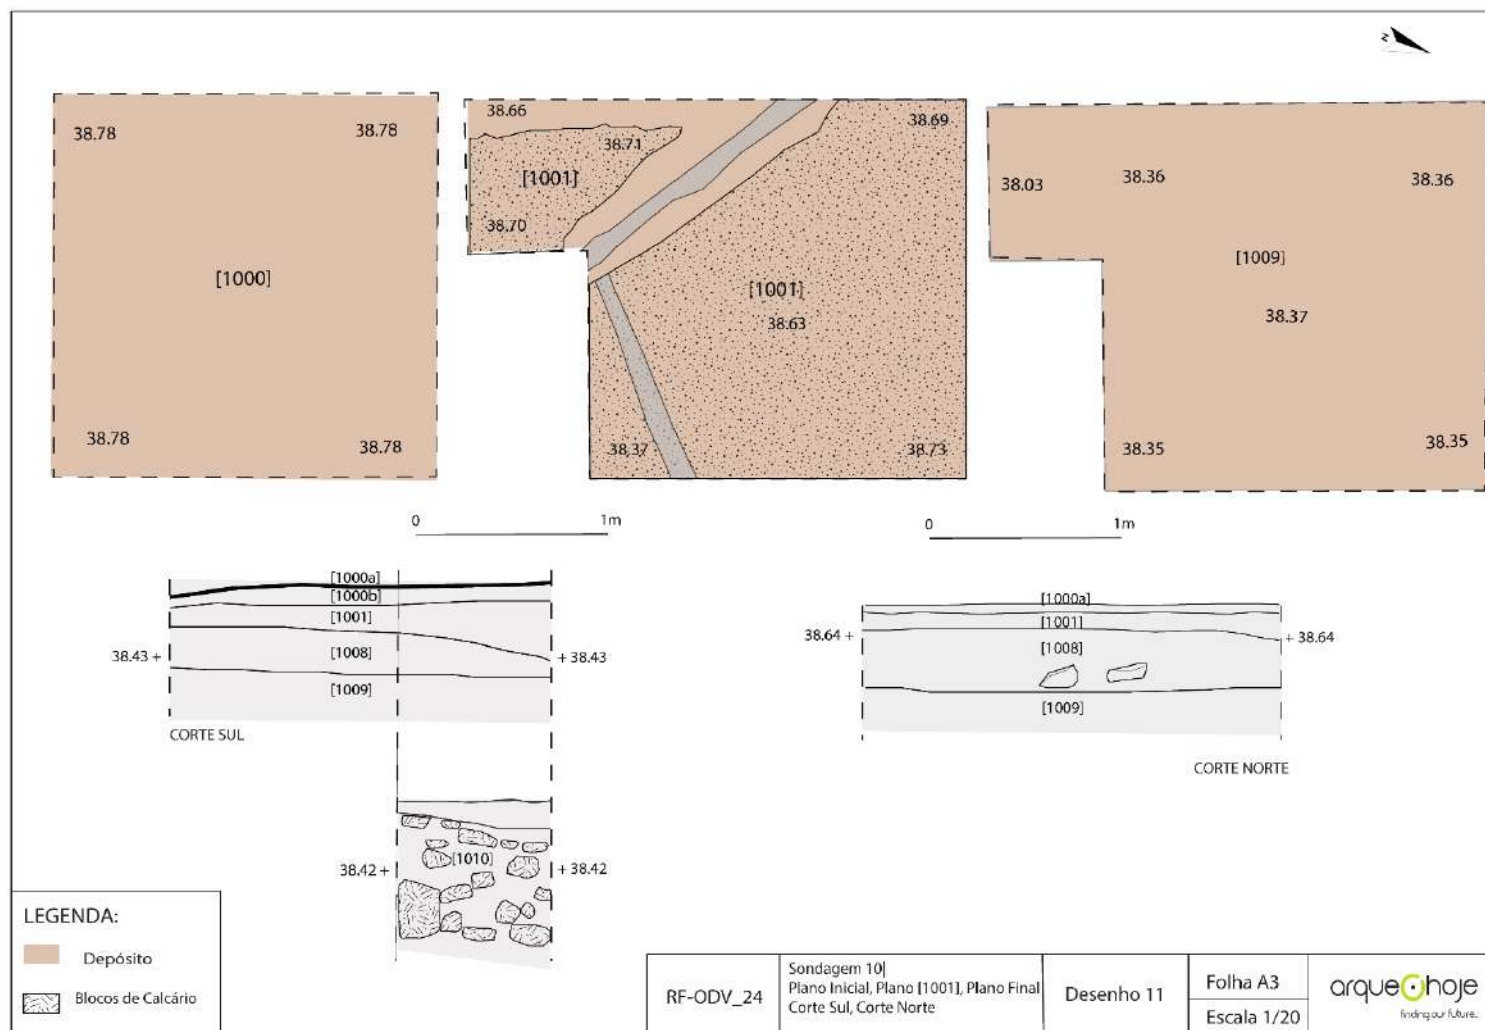 N
38.78
38.78
[1000]
38.78
38.78
38.66
38.69
38.71
[1001]
38.70
[1001]
38.63
38.37
38.73
38.03
38.36
38.36
[1009]
38.37
38.35
38.35
0 1m
0 1m
[1000a]
[1000b]
[1001]
[1008]
38.43 +
+ 38.43
[1009]
CORTE SUL
[1000a]
[1001]
38.64 +
+ 38.64
[1008]
[1009]
CORTE NORTE
[1010]
38.42 +
+ 38.42
LEGENDA:
Depósito
Blocos de Calcário
RF-ODV_24
Sondagem 10|
Plano Inicial, Plano [1001], Plano Final
Corte Sul, Corte Norte
Desenho 11
Folha A3
Escala 1/20
arqueohoje
finding our future.